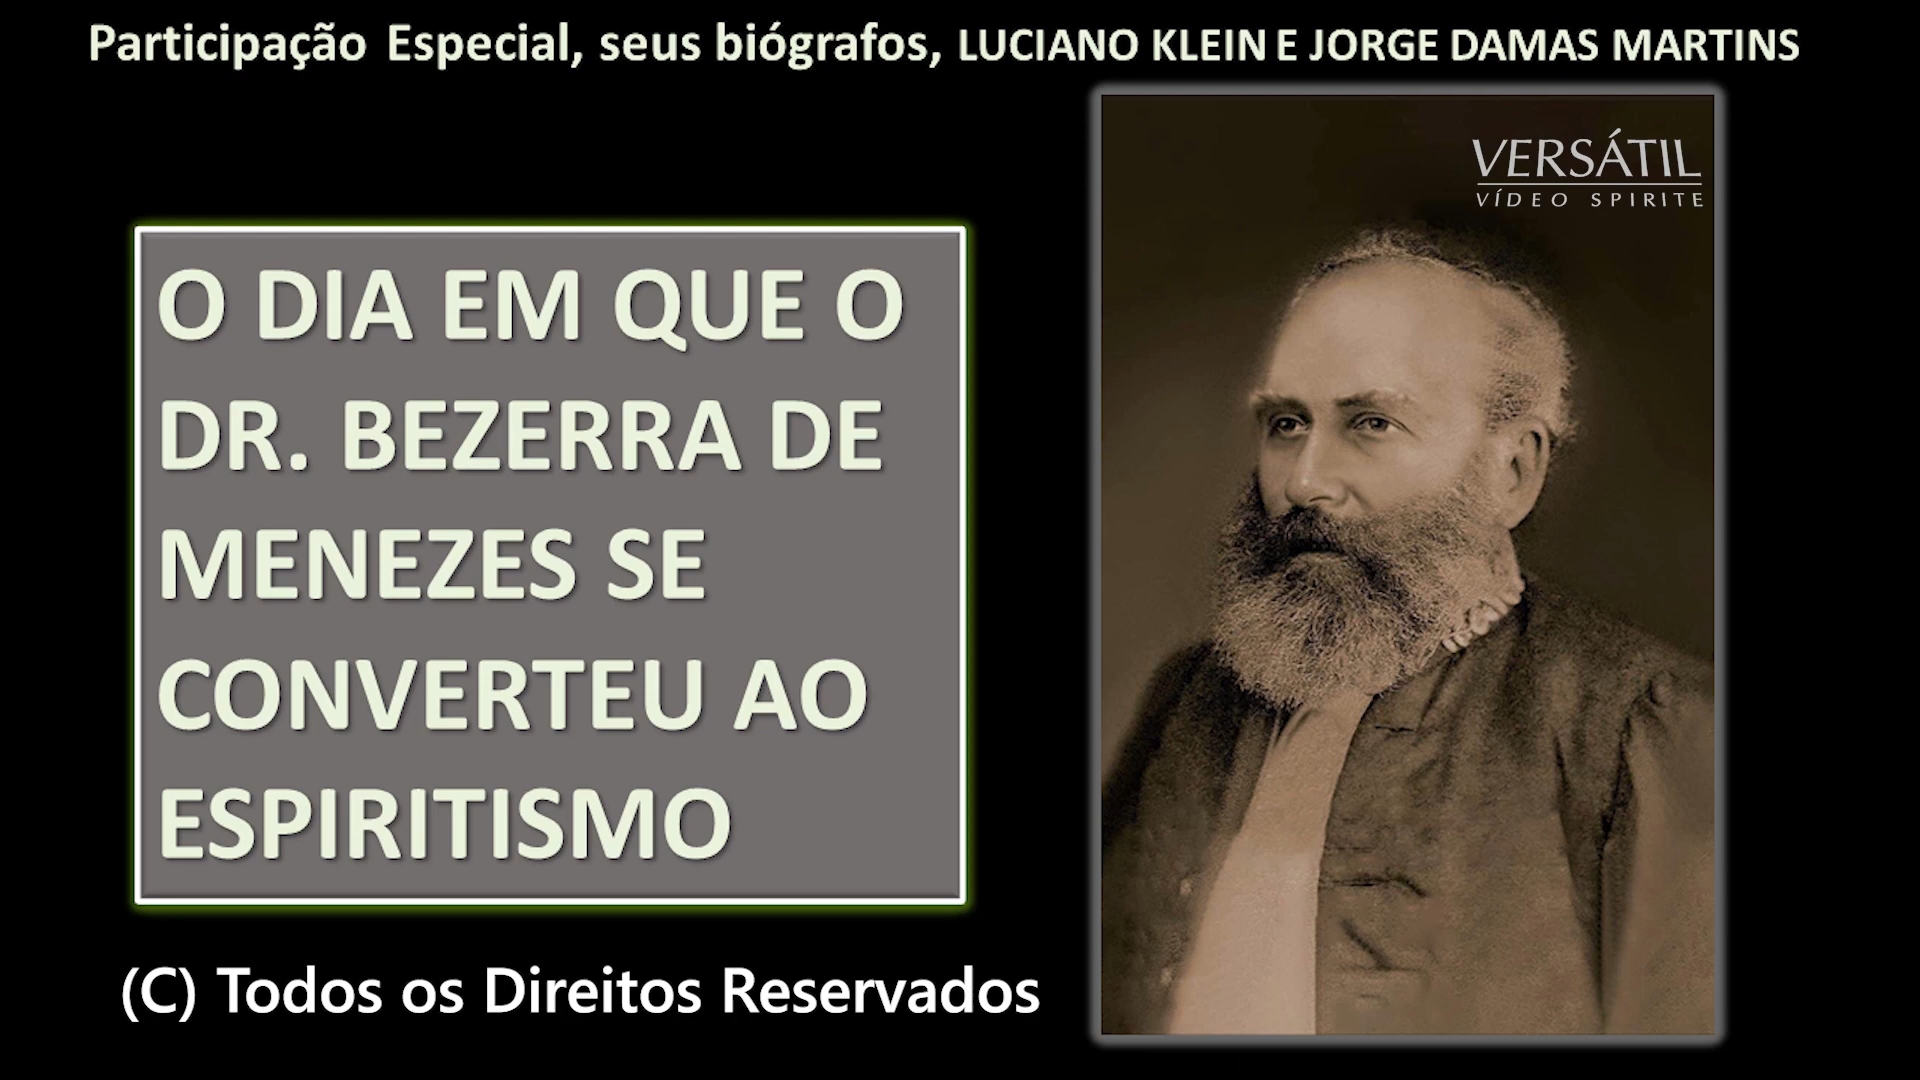 Participação Especial, seus biógrafos, LUCIANO KLEIN E JORGE DAMAS MARTINS
VERSÁTIL
VÍDEO SPIRITE
O DIA EM QUE O
DR. BEZERRA DE
MENEZES SE
CONVERTEU AO
ESPIRITISMO
(C) Todos os Direitos Reservados